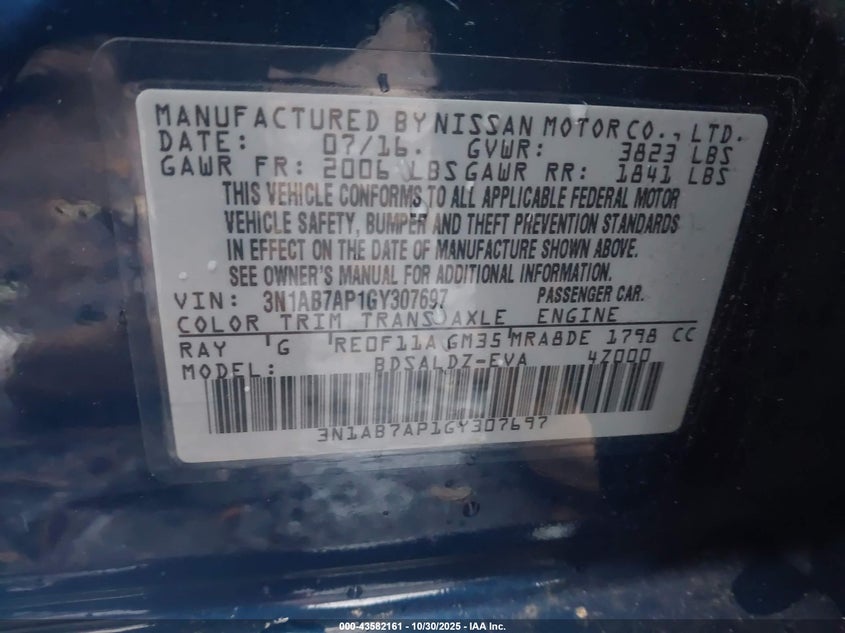 MANUFACTURED BY NISSAN MOTOR CO., LTD.
DATE: 07/16. GVWR: 3823 LBS
GAWR FR: 2006 LBS GAWR RR: 1841 LBS
THIS VEHICLE CONFORMS TO ALL APPLICABLE FEDERAL MOTOR
VEHICLE SAFETY, BUMPER AND THEFT PREVENTION STANDARDS
IN EFFECT ON THE DATE OF MANUFACTURE SHOWN ABOVE.
SEE OWNER'S MANUAL FOR ADDITIONAL INFORMATION.
VIN: 3N1AB7AP1GY307697 PASSENGER CAR.
COLOR TRIM TRANS AXLE ENGINE
RAY G RE0F11A GM35 MRA8DE 1798 CC
MODEL: BDSALDZ-EVA 4Z000
3N1AB7AP1GY307697
000-43582161 - 10/30/2025 - IAA Inc.